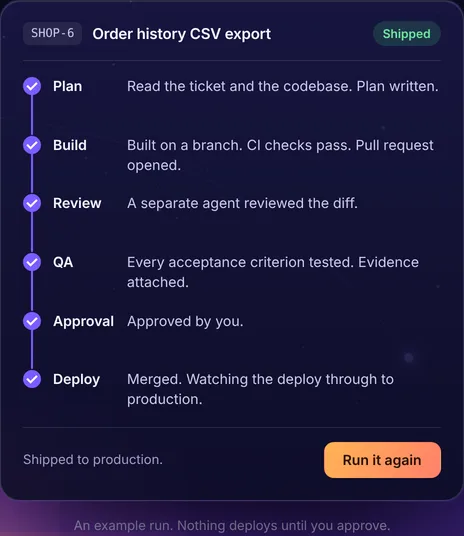 SHOP-6 Order history CSV export Shipped
Plan Read the ticket and the codebase. Plan written.
Build Built on a branch. CI checks pass. Pull request
opened.
Review A separate agent reviewed the diff.
QA Every acceptance criterion tested. Evidence
attached.
Approval Approved by you.
Deploy Merged. Watching the deploy through to
production.
Shipped to production. Run it again
An example run. Nothing deploys until you approve.